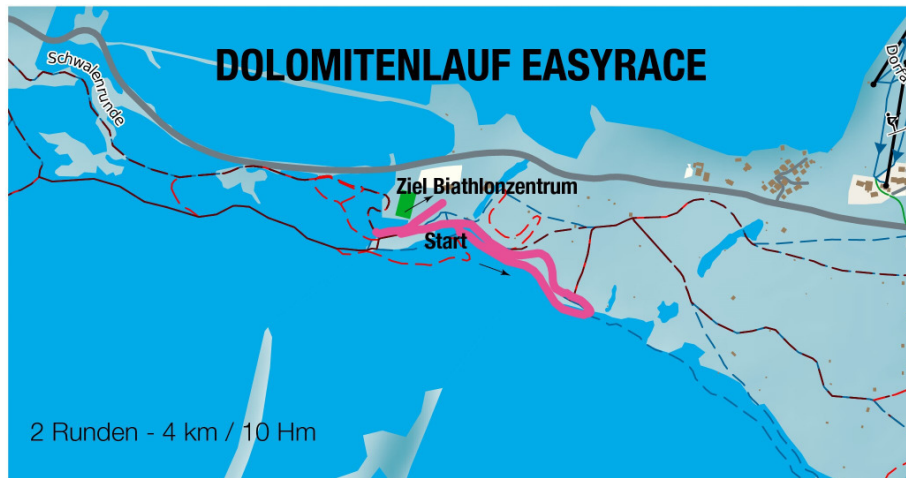 DOLOMITENLAUF EASYRACE
Schwalenrunde
Ziel Biathlonzentrum
Start
2 Runden - 4 km / 10 Hm